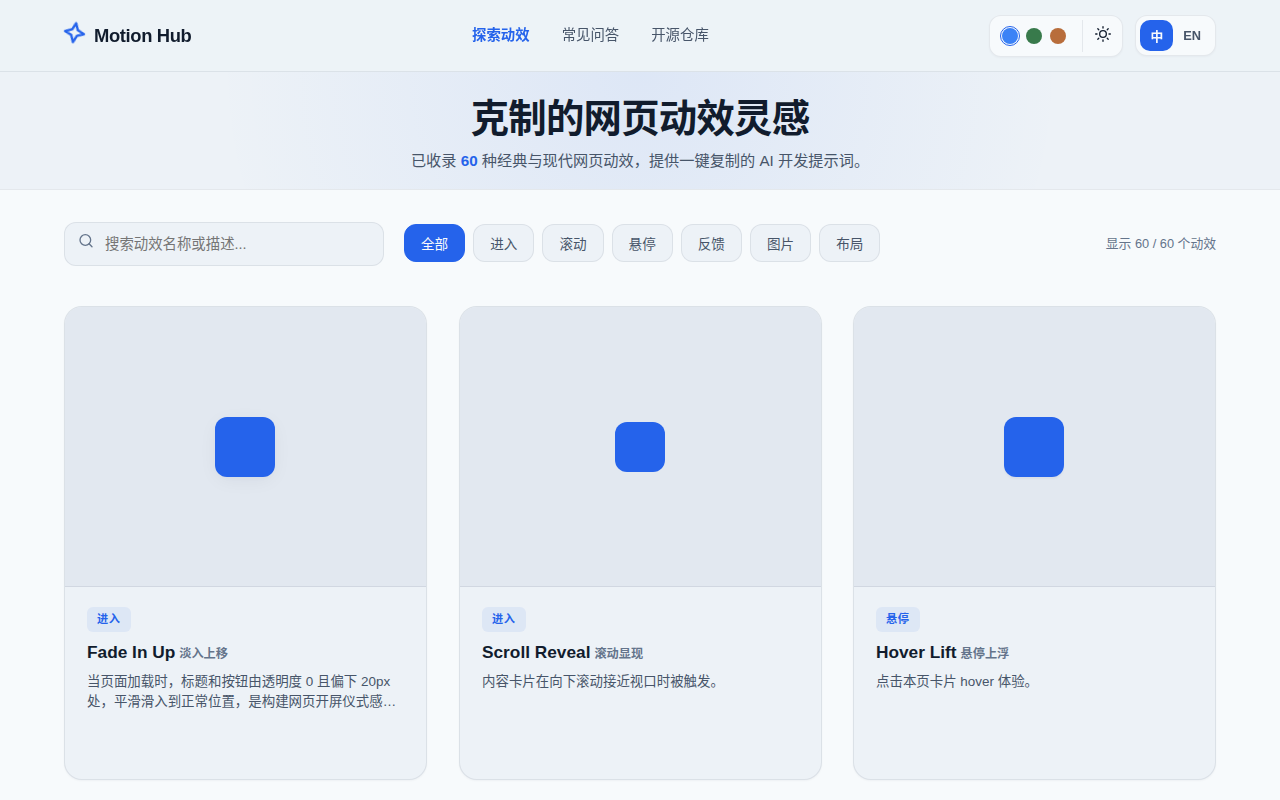 Motion Hub
探索动效
常见问答
开源仓库
中
EN
克制的网页动效灵感
已收录 60 种经典与现代网页动效，提供一键复制的 AI 开发提示词。
搜索动效名称或描述...
全部
进入
滚动
悬停
反馈
图片
布局
显示 60 / 60 个动效
进入
Fade In Up 淡入上移
当页面加载时，标题和按钮由透明度 0 且偏下 20px
处，平滑滑入到正常位置，是构建网页开屏仪式感…
进入
Scroll Reveal 滚动显现
内容卡片在向下滚动接近视口时被触发。
悬停
Hover Lift 悬停上浮
点击本页卡片 hover 体验。